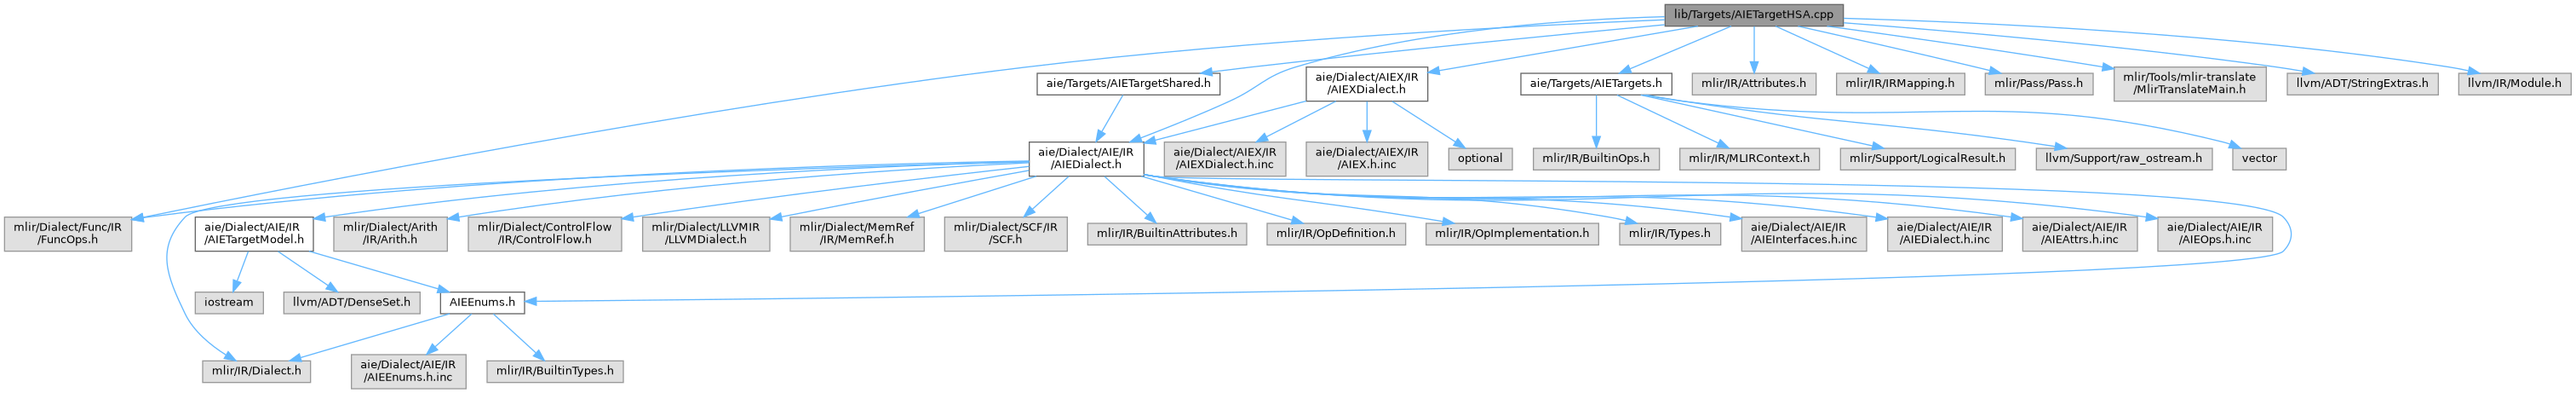 lib/Targets/AIETargetHSA.cpp
aie/Targets/AIETargetShared.h
aie/Dialect/AIEX/IR
/AIEXDialect.h
aie/Targets/AIETargets.h
mlir/IR/Attributes.h
mlir/IR/IRMapping.h
mlir/Pass/Pass.h
mlir/Tools/mlir-translate
/MlirTranslateMain.h
llvm/ADT/StringExtras.h
llvm/IR/Module.h
aie/Dialect/AIE/IR
/AIEDialect.h
aie/Dialect/AIEX/IR
/AIEXDialect.h.inc
aie/Dialect/AIEX/IR
/AIEX.h.inc
optional
mlir/IR/BuiltinOps.h
mlir/IR/MLIRContext.h
mlir/Support/LogicalResult.h
llvm/Support/raw_ostream.h
vector
mlir/Dialect/Func/IR
/FuncOps.h
aie/Dialect/AIE/IR
/AIETargetModel.h
mlir/Dialect/Arith
/IR/Arith.h
mlir/Dialect/ControlFlow
/IR/ControlFlow.h
mlir/Dialect/LLVMIR
/LLVMDialect.h
mlir/Dialect/MemRef
/IR/MemRef.h
mlir/Dialect/SCF/IR
/SCF.h
mlir/IR/BuiltinAttributes.h
mlir/IR/OpDefinition.h
mlir/IR/OpImplementation.h
mlir/IR/Types.h
aie/Dialect/AIE/IR
/AIEInterfaces.h.inc
aie/Dialect/AIE/IR
/AIEDialect.h.inc
aie/Dialect/AIE/IR
/AIEAttrs.h.inc
aie/Dialect/AIE/IR
/AIEOps.h.inc
iostream
llvm/ADT/DenseSet.h
AIEEnums.h
mlir/IR/Dialect.h
aie/Dialect/AIE/IR
/AIEEnums.h.inc
mlir/IR/BuiltinTypes.h